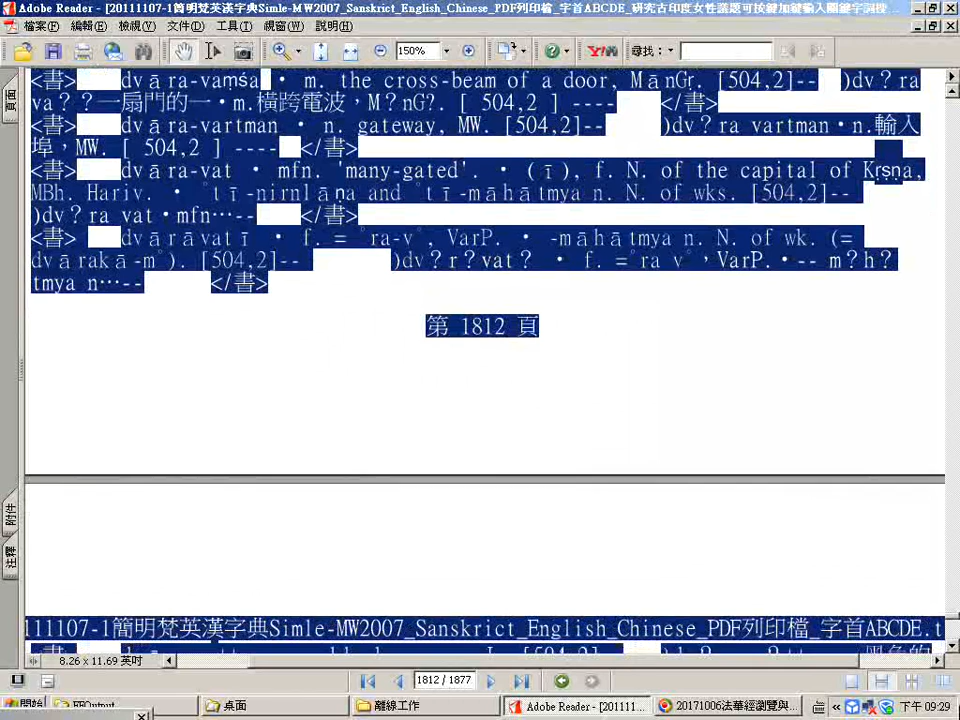 Adobe Reader - [20111107-1簡明梵英漢字典Simle-MW2007_Sanskrict_English_Chinese_PDF列印檔_字首ABCDE_研究古印度女性議題可按鍵加鍵輸入關鍵字詞搜...
檔案(F) 編輯(E) 檢視(V) 文件(D) 工具(T) 視窗(W) 說明(H)
150% Y! 尋找:
頁面
<書> dvāra-vaṃśa • m. the cross-beam of a door, MānGṛ. [504,2]-- )dv?ra
va??一扇門的一•m.橫跨電波，M?nG?. [ 504,2 ] ---- </書>
<書> dvāra-vartman • n. gateway, MW. [504,2]-- )dv?ra vartman•n.輸入
埠，MW. [ 504,2 ] ---- </書>
<書> dvāra-vat • mfn. 'many-gated'. • (ī), f. N. of the capital of Kṛṣṇa,
MBh. Hariv. • °tī-nirnlāṇa and °tī-māhātmya n. N. of wks. [504,2]--
)dv?ra vat•mfn…-- </書>
<書> dvārāvatī • f. = °ra-v°, VarP. • -māhātmya n. N. of wk. (=
dvārakā-m°). [504,2]-- )dv?r?vat? • f. =°ra v°，VarP.•-- m?h?
tmya n…-- </書>
第 1812 頁
附件
注釋
111107-1簡明梵英漢字典Simle-MW2007_Sanskrict_English_Chinese_PDF列印檔_字首ABCDE.t
8.26 x 11.69 英吋
1812 / 1877
開始 FFOutput 桌面 離線工作 Adobe Reader - [201111... 20171006法華經瀏覽與... 下午 09:29